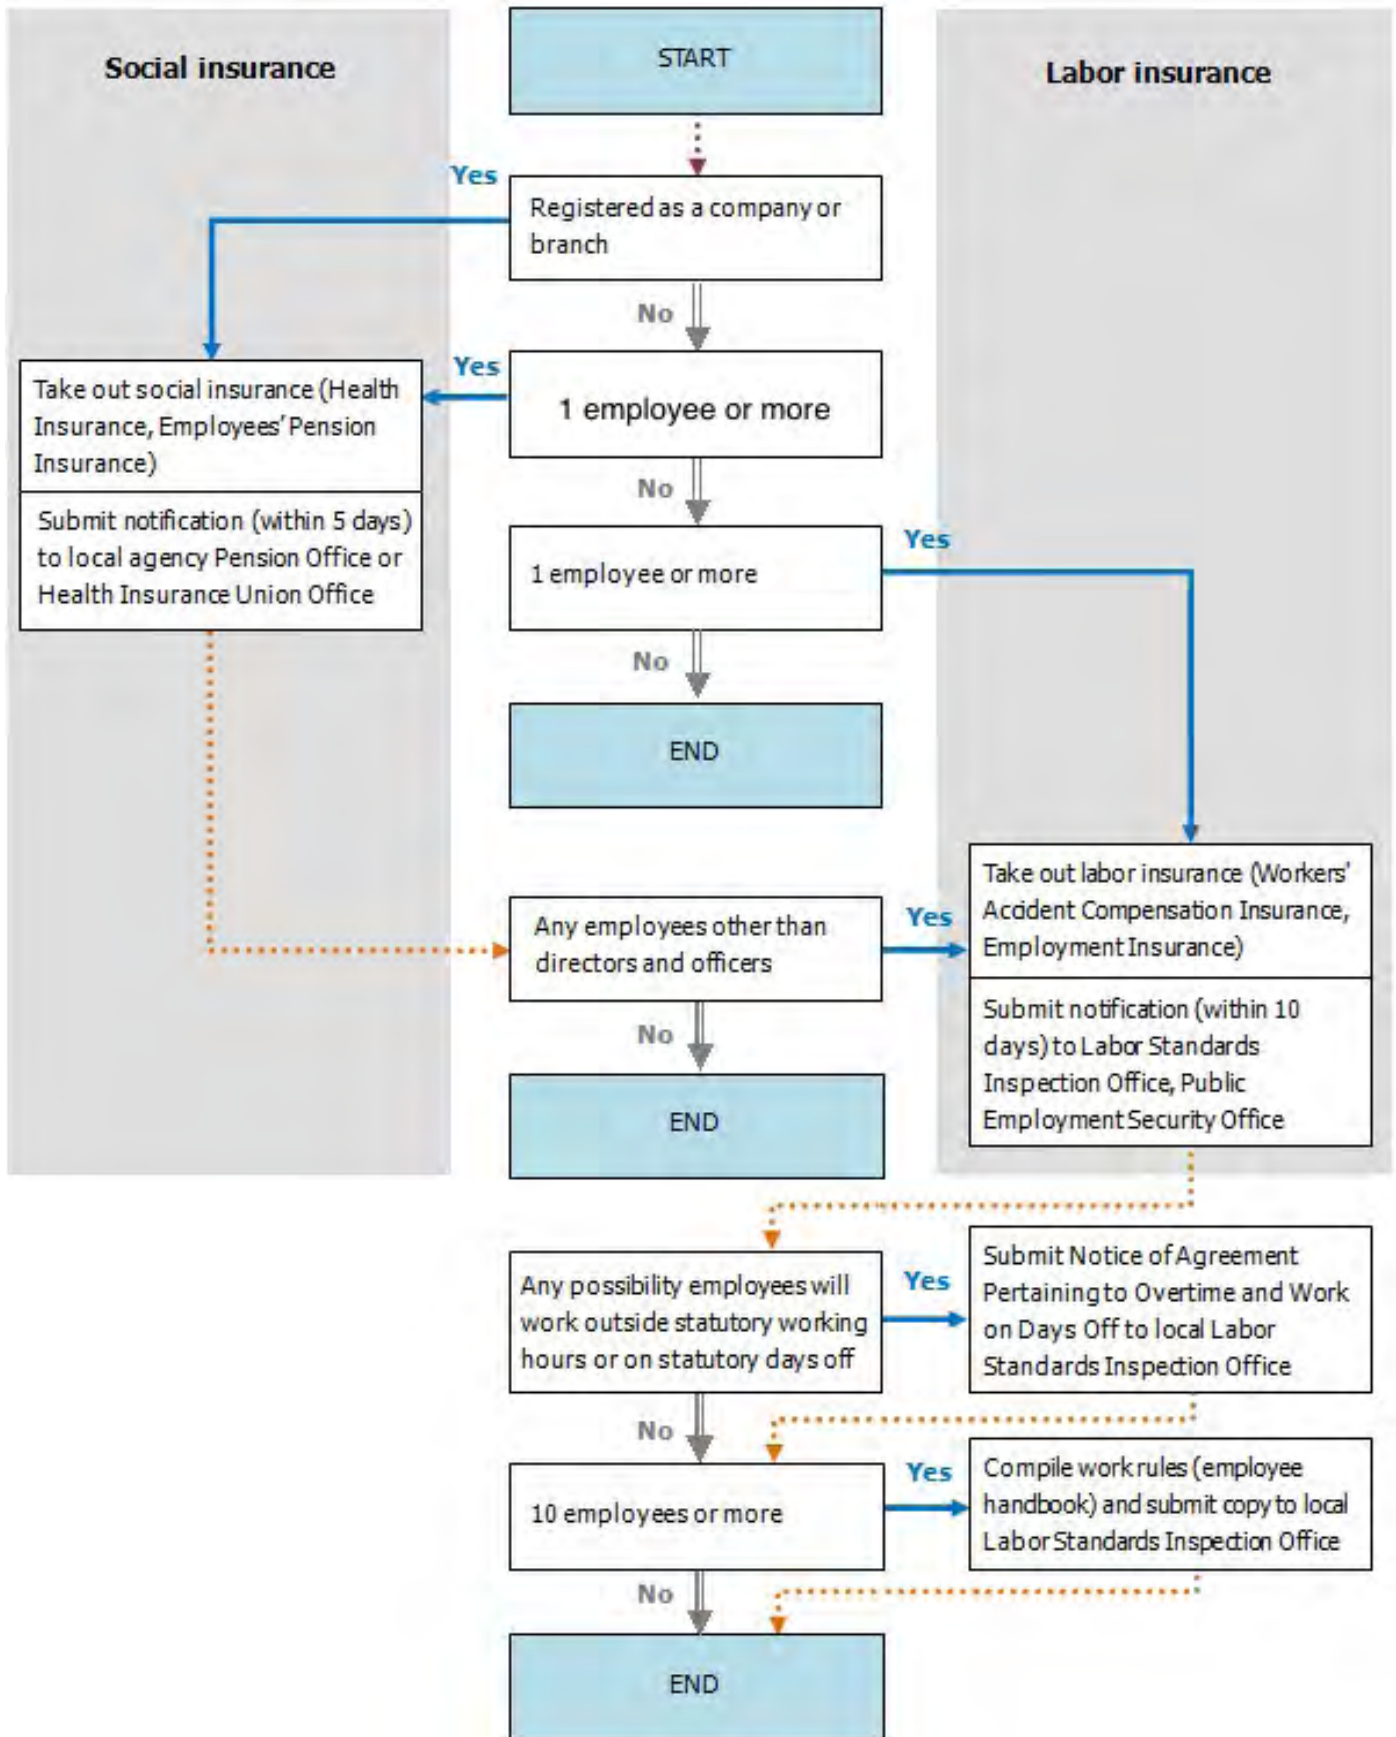 Social insurance
START
Labor insurance
Yes
Registered as a company or
branch
No
Yes
1 employee or more
Take out social insurance (Health
Insurance, Employees' Pension
Insurance)
Submit notification (within 5 days)
to local agency Pension Office or
Health Insurance Union Office
No
Yes
1 employee or more
No
END
Any employees other than
directors and officers
Yes
Take out labor insurance (Workers'
Accident Compensation Insurance,
Employment Insurance)
Submit notification (within 10
days) to Labor Standards
Inspection Office, Public
Employment Security Office
No
END
Any possibility employees will
work outside statutory working
hours or on statutory days off
Yes
Submit Notice of Agreement
Pertaining to Overtime and Work
on Days Off to local Labor
Standards Inspection Office
No
10 employees or more
Yes
Compile work rules (employee
handbook) and submit copy to local
Labor Standards Inspection Office
No
END